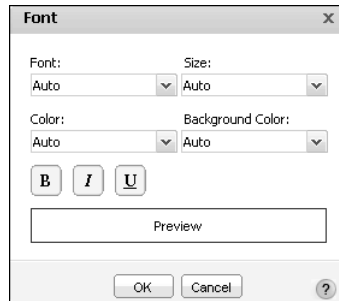 Font x
Font: Size:
Auto Auto
Color: Background Color:
Auto Auto
B I U
Preview
OK Cancel ?